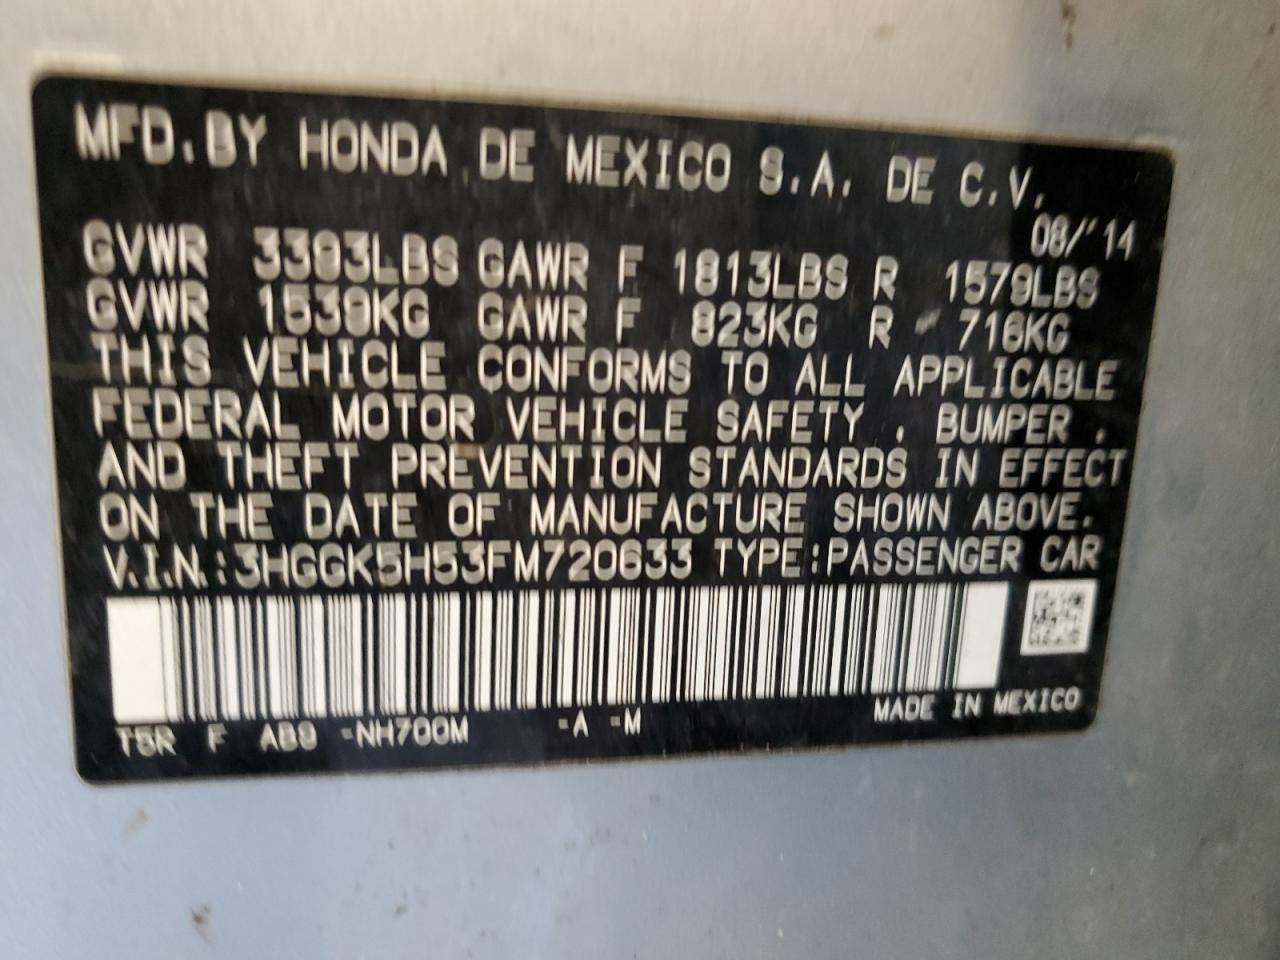 MFD.BY HONDA DE MEXICO S.A. DE C.V.
08/'14
GVWR 3393LBS GAWR F 1813LBS R 1579LBS
GVWR 1539KG GAWR F 823KG R 716KG
THIS VEHICLE CONFORMS TO ALL APPLICABLE
FEDERAL MOTOR VEHICLE SAFETY , BUMPER ,
AND THEFT PREVENTION STANDARDS IN EFFECT
ON THE DATE OF MANUFACTURE SHOWN ABOVE.
V.I.N.:3HGGK5H53FM720633 TYPE:PASSENGER CAR
T5R F AB9 -NH700M -A -M MADE IN MEXICO